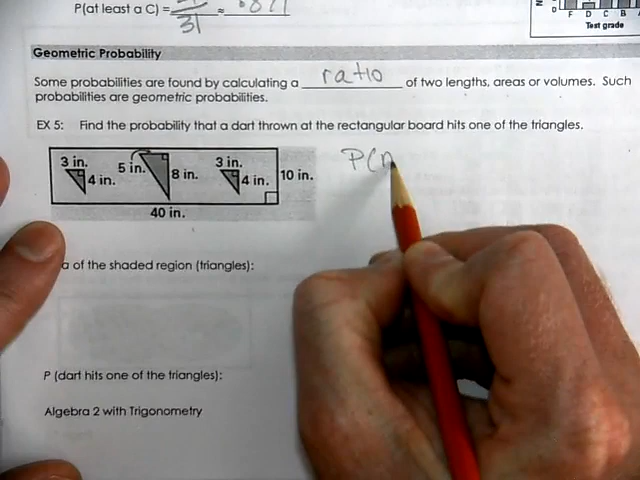 P(at least a C) = 31 ≈ .871
D F D C B
Test grade
Geometric Probability
Some probabilities are found by calculating a ratio of two lengths, areas or volumes. Such
probabilities are geometric probabilities.
EX 5: Find the probability that a dart thrown at the rectangular board hits one of the triangles.
3 in. 4 in. 5 in. 8 in. 3 in. 4 in. 10 in.
40 in.
P(
a of the shaded region (triangles):
P (dart hits one of the triangles):
Algebra 2 with Trigonometry